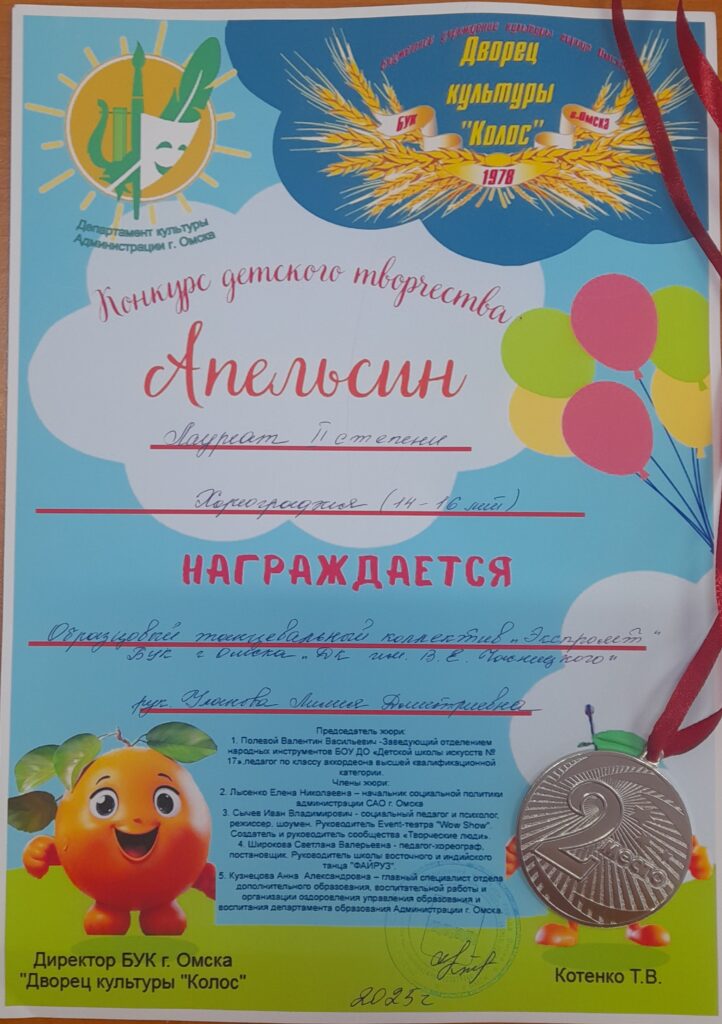 Дворец
культуры
"Колос"
БУК
г.Омска
1978
Департамент культуры
Администрации г. Омска
Конкурс детского творчества
Апельсин
Лауреат II степени
Хореография (14-16 лет)
НАГРАЖДАЕТСЯ
Образцовый танцевальный коллектив „Экспромт"
БУК г Омска „ДК им. В. Е. Часницкого"
рук Уланова Лилия Дмитриевна
Председатель жюри:
1. Полевой Валентин Васильевич -Заведующий отделением
народных инструментов БОУ ДО «Детской школы искусств №
17».педагог по классу аккордеона высшей квалификационной
категории.
Члены жюри:
2. Лысенко Елена Николаевна – начальник социальной политики
администрации САО г. Омска
3. Сычев Иван Владимирович - социальный педагог и психолог,
режиссер, шоумен. Руководитель Event-театра "Wow Show"
Создатель и руководитель сообщества «Творческие люди».
4. Широкова Светлана Валерьевна - педагог-хореограф,
постановщик. Руководитель школы восточного и индийского
танца "ФАЙРУЗ".
5. Кузнецова Анна Александровна – главный специалист отдела
дополнительного образования, воспитательной работы и
организации оздоровления управления образования и
воспитания департамента образования Администрации г. Омска.
2 место
Директор БУК г. Омска
"Дворец культуры "Колос"
Котенко Т.В.
2025 г